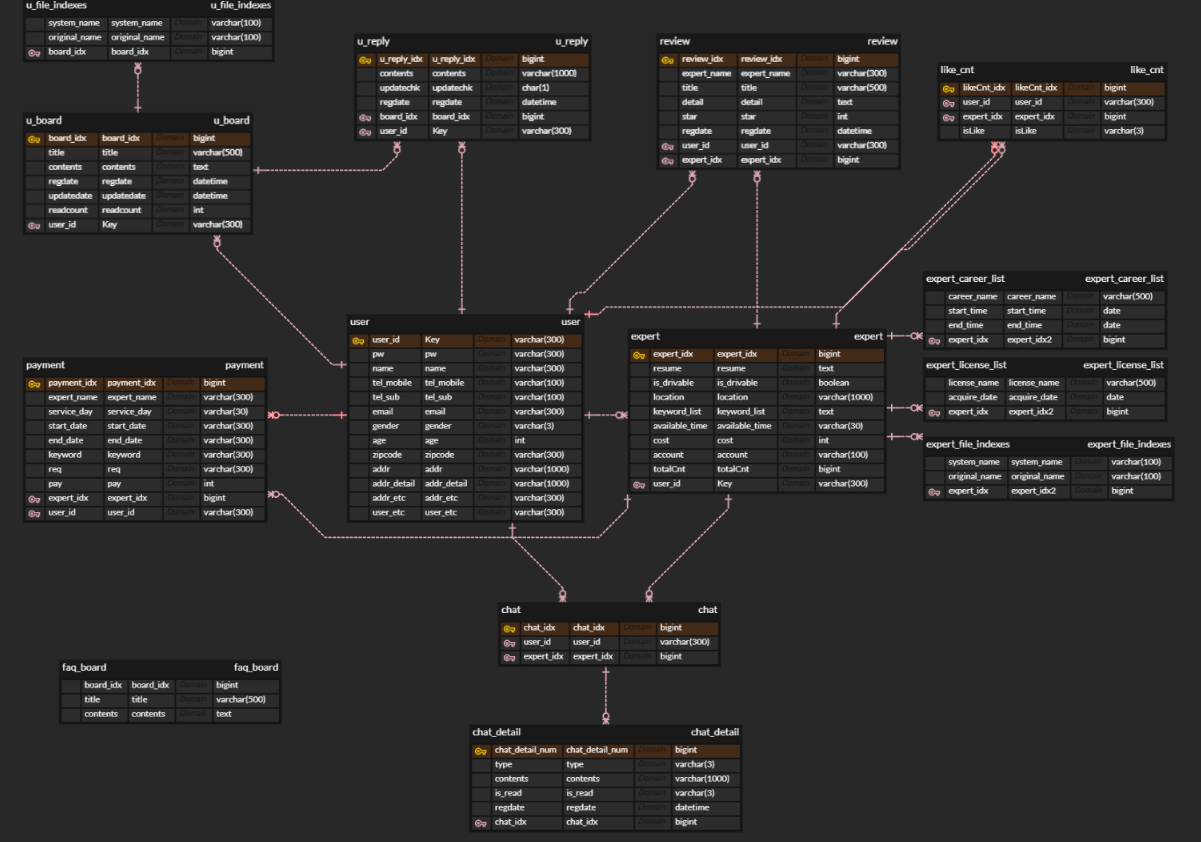 u_file_indexes u_file_indexes
system_name system_name Domain varchar(100)
original_name original_name Domain varchar(100)
board_idx board_idx Domain bigint
u_reply u_reply
u_reply_idx u_reply_idx Domain bigint
contents contents Domain varchar(1000)
updatechk updatechk Domain char(1)
regdate regdate Domain datetime
board_idx board_idx Domain bigint
user_id Key Domain varchar(300)
review review
review_idx review_idx Domain bigint
expert_name expert_name Domain varchar(300)
title title Domain varchar(500)
detail detail Domain text
star star Domain int
regdate regdate Domain datetime
user_id user_id Domain varchar(300)
expert_idx expert_idx Domain bigint
like_cnt like_cnt
likeCnt_idx likeCnt_idx Domain bigint
user_id user_id Domain varchar(300)
expert_idx expert_idx Domain bigint
isLike isLike Domain varchar(3)
u_board u_board
board_idx board_idx Domain bigint
title title Domain varchar(500)
contents contents Domain text
regdate regdate Domain datetime
updatedate updatedate Domain datetime
readcount readcount Domain int
user_id Key Domain varchar(300)
expert_career_list expert_career_list
career_name career_name Domain varchar(500)
start_time start_time Domain date
end_time end_time Domain date
expert_idx expert_idx2 Domain bigint
user user
user_id Key Domain varchar(300)
pw pw Domain varchar(300)
name name Domain varchar(300)
tel_mobile tel_mobile Domain varchar(100)
tel_sub tel_sub Domain varchar(100)
email email Domain varchar(300)
gender gender Domain varchar(3)
age age Domain int
zipcode zipcode Domain varchar(300)
addr addr Domain varchar(1000)
addr_detail addr_detail Domain varchar(1000)
addr_etc addr_etc Domain varchar(300)
user_etc user_etc Domain varchar(300)
expert expert
expert_idx expert_idx Domain bigint
resume resume Domain text
is_drivable is_drivable Domain boolean
location location Domain varchar(1000)
keyword_list keyword_list Domain text
available_time available_time Domain varchar(30)
cost cost Domain int
account account Domain varchar(100)
totalCnt totalCnt Domain bigint
user_id Key Domain varchar(300)
payment payment
payment_idx payment_idx Domain bigint
expert_name expert_name Domain varchar(300)
service_day service_day Domain varchar(30)
start_date start_date Domain varchar(300)
end_date end_date Domain varchar(300)
keyword keyword Domain varchar(300)
req req Domain varchar(300)
pay pay Domain int
expert_idx expert_idx Domain bigint
user_id user_id Domain varchar(300)
expert_license_list expert_license_list
license_name license_name Domain varchar(500)
acquire_date acquire_date Domain date
expert_idx expert_idx2 Domain bigint
expert_file_indexes expert_file_indexes
system_name system_name Domain varchar(100)
original_name original_name Domain varchar(100)
expert_idx expert_idx2 Domain bigint
chat chat
chat_idx chat_idx Domain bigint
user_id user_id Domain varchar(300)
expert_idx expert_idx Domain bigint
faq_board faq_board
board_idx board_idx Domain bigint
title title Domain varchar(500)
contents contents Domain text
chat_detail chat_detail
chat_detail_num chat_detail_num Domain bigint
type type Domain varchar(3)
contents contents Domain varchar(1000)
is_read is_read Domain varchar(3)
regdate regdate Domain datetime
chat_idx chat_idx Domain bigint